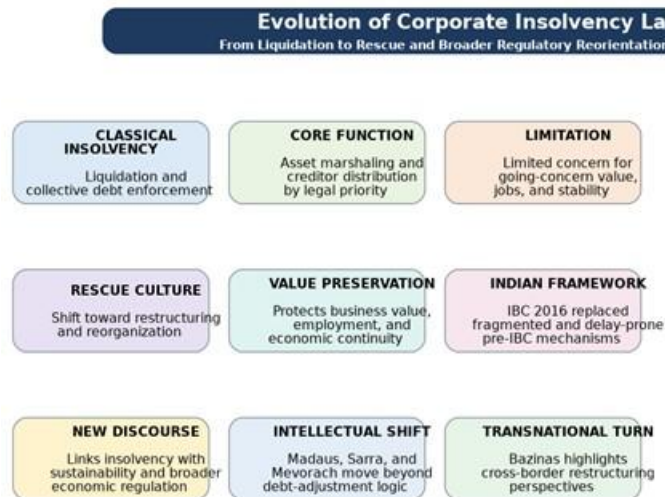 Evolution of Corporate Insolvency La
From Liquidation to Rescue and Broader Regulatory Reorientation
CLASSICAL
INSOLVENCY
Liquidation and
collective debt enforcement
CORE FUNCTION
Asset marshaling and
creditor distribution
by legal priority
LIMITATION
Limited concern for
going-concern value,
jobs, and stability
RESCUE CULTURE
Shift toward restructuring
and reorganization
VALUE PRESERVATION
Protects business value,
employment, and
economic continuity
INDIAN FRAMEWORK
IBC 2016 replaced
fragmented and delay-prone
pre-IBC mechanisms
NEW DISCOURSE
Links insolvency with
sustainability and broader
economic regulation
INTELLECTUAL SHIFT
Madaus, Sarra, and
Mevorach move beyond
debt-adjustment logic
TRANSNATIONAL TURN
Bazinas highlights
cross-border restructuring
perspectives